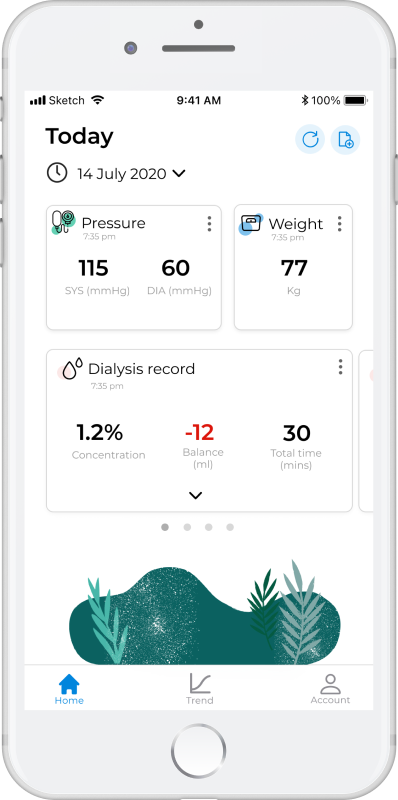 Sketch 9:41 AM 100%
Today
14 July 2020
Pressure Weight
7:35 pm 7:35 pm
115 60 77
SYS (mmHg) DIA (mmHg) Kg
Dialysis record
7:35 pm
1.2% -12 30
Concentration Balance Total time
(ml) (mins)
Home Trend Account